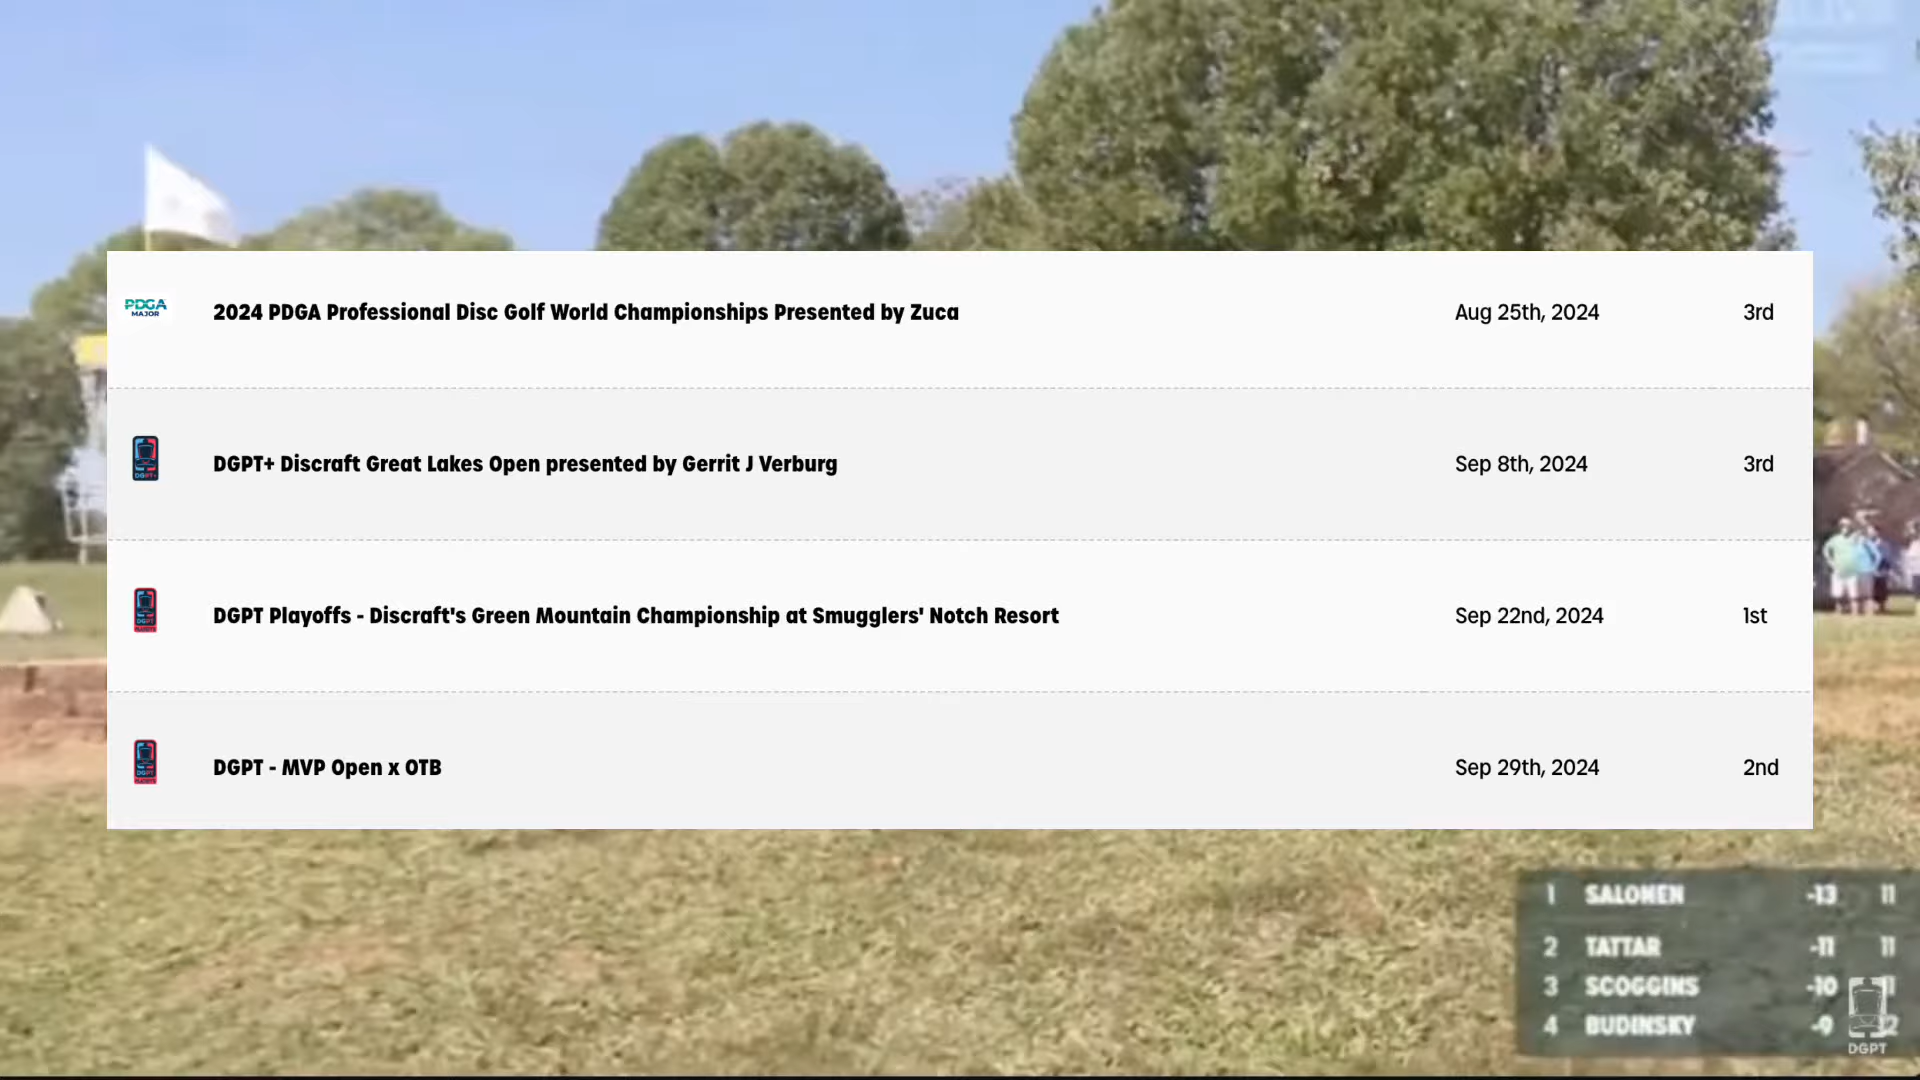 PDGA
MAJOR
2024 PDGA Professional Disc Golf World Championships Presented by Zuca
Aug 25th, 2024
3rd
DGPT+ Discraft Great Lakes Open presented by Gerrit J Verburg
Sep 8th, 2024
3rd
DGPT Playoffs - Discraft's Green Mountain Championship at Smugglers' Notch Resort
Sep 22nd, 2024
1st
DGPT - MVP Open x OTB
Sep 29th, 2024
2nd
1 SALONEN -13 11
2 TATTAR -11 11
3 SCOGGINS -10
4 BUDINSKY -9
DGPT